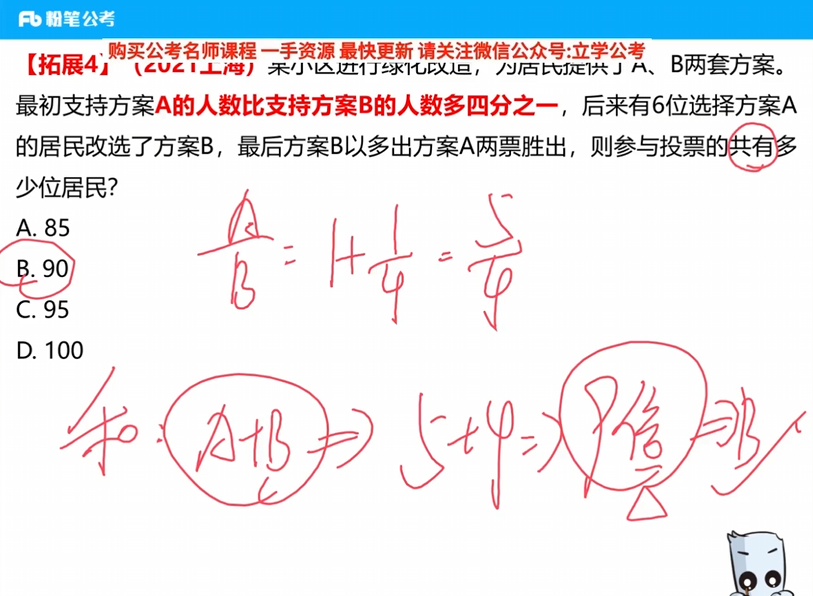 粉笔公考
购买公考名师课程 一手资源 最快更新 请关注微信公众号:立学公考
【拓展4】（2021上海）某小区进行绿化改造，为居民提供了A、B两套方案。
最初支持方案A的人数比支持方案B的人数多四分之一，后来有6位选择方案A
的居民改选了方案B，最后方案B以多出方案A两票胜出，则参与投票的共有多
少位居民？
A. 85
B. 90
C. 95
D. 100
A/B = 1+1/4 = 5/4
和: A+B ⇒ 5+4 ⇒ 9倍 ⇒ B